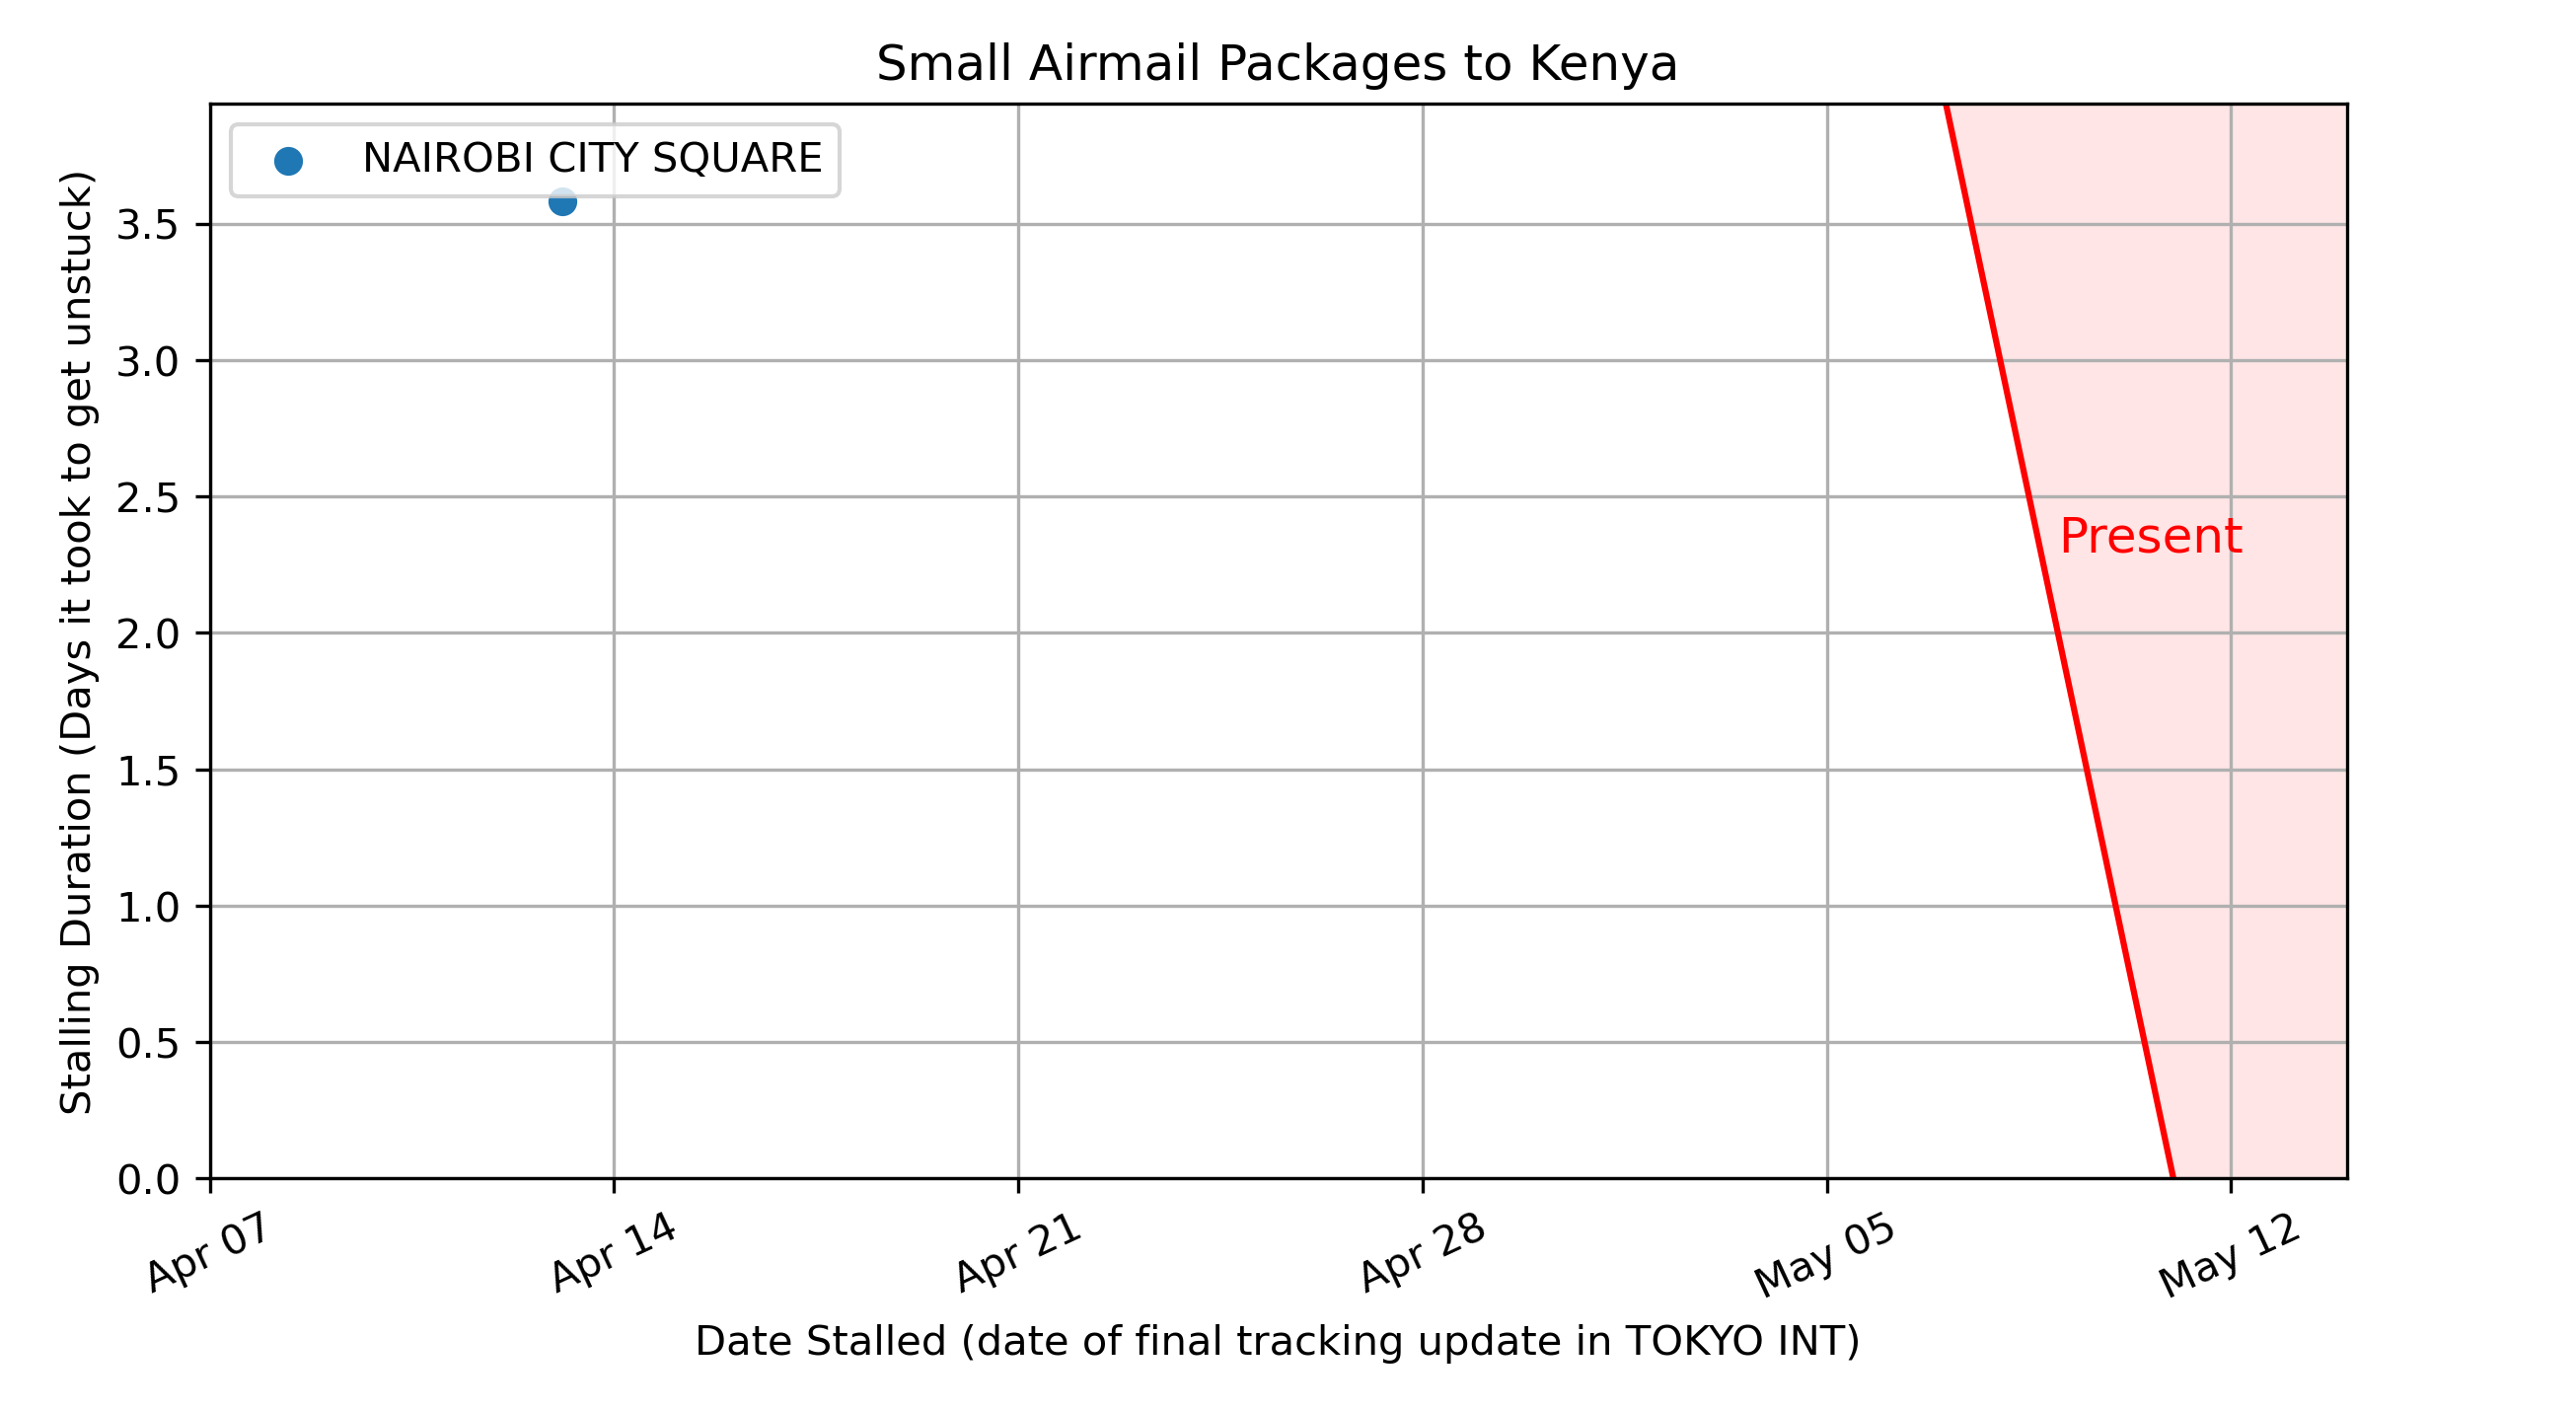 Small Airmail Packages to Kenya
NAIROBI CITY SQUARE
Stalling Duration (Days it took to get unstuck)
3.5
3.0
2.5
2.0
1.5
1.0
0.5
0.0
Present
Apr 07
Apr 14
Apr 21
Apr 28
May 05
May 12
Date Stalled (date of final tracking update in TOKYO INT)